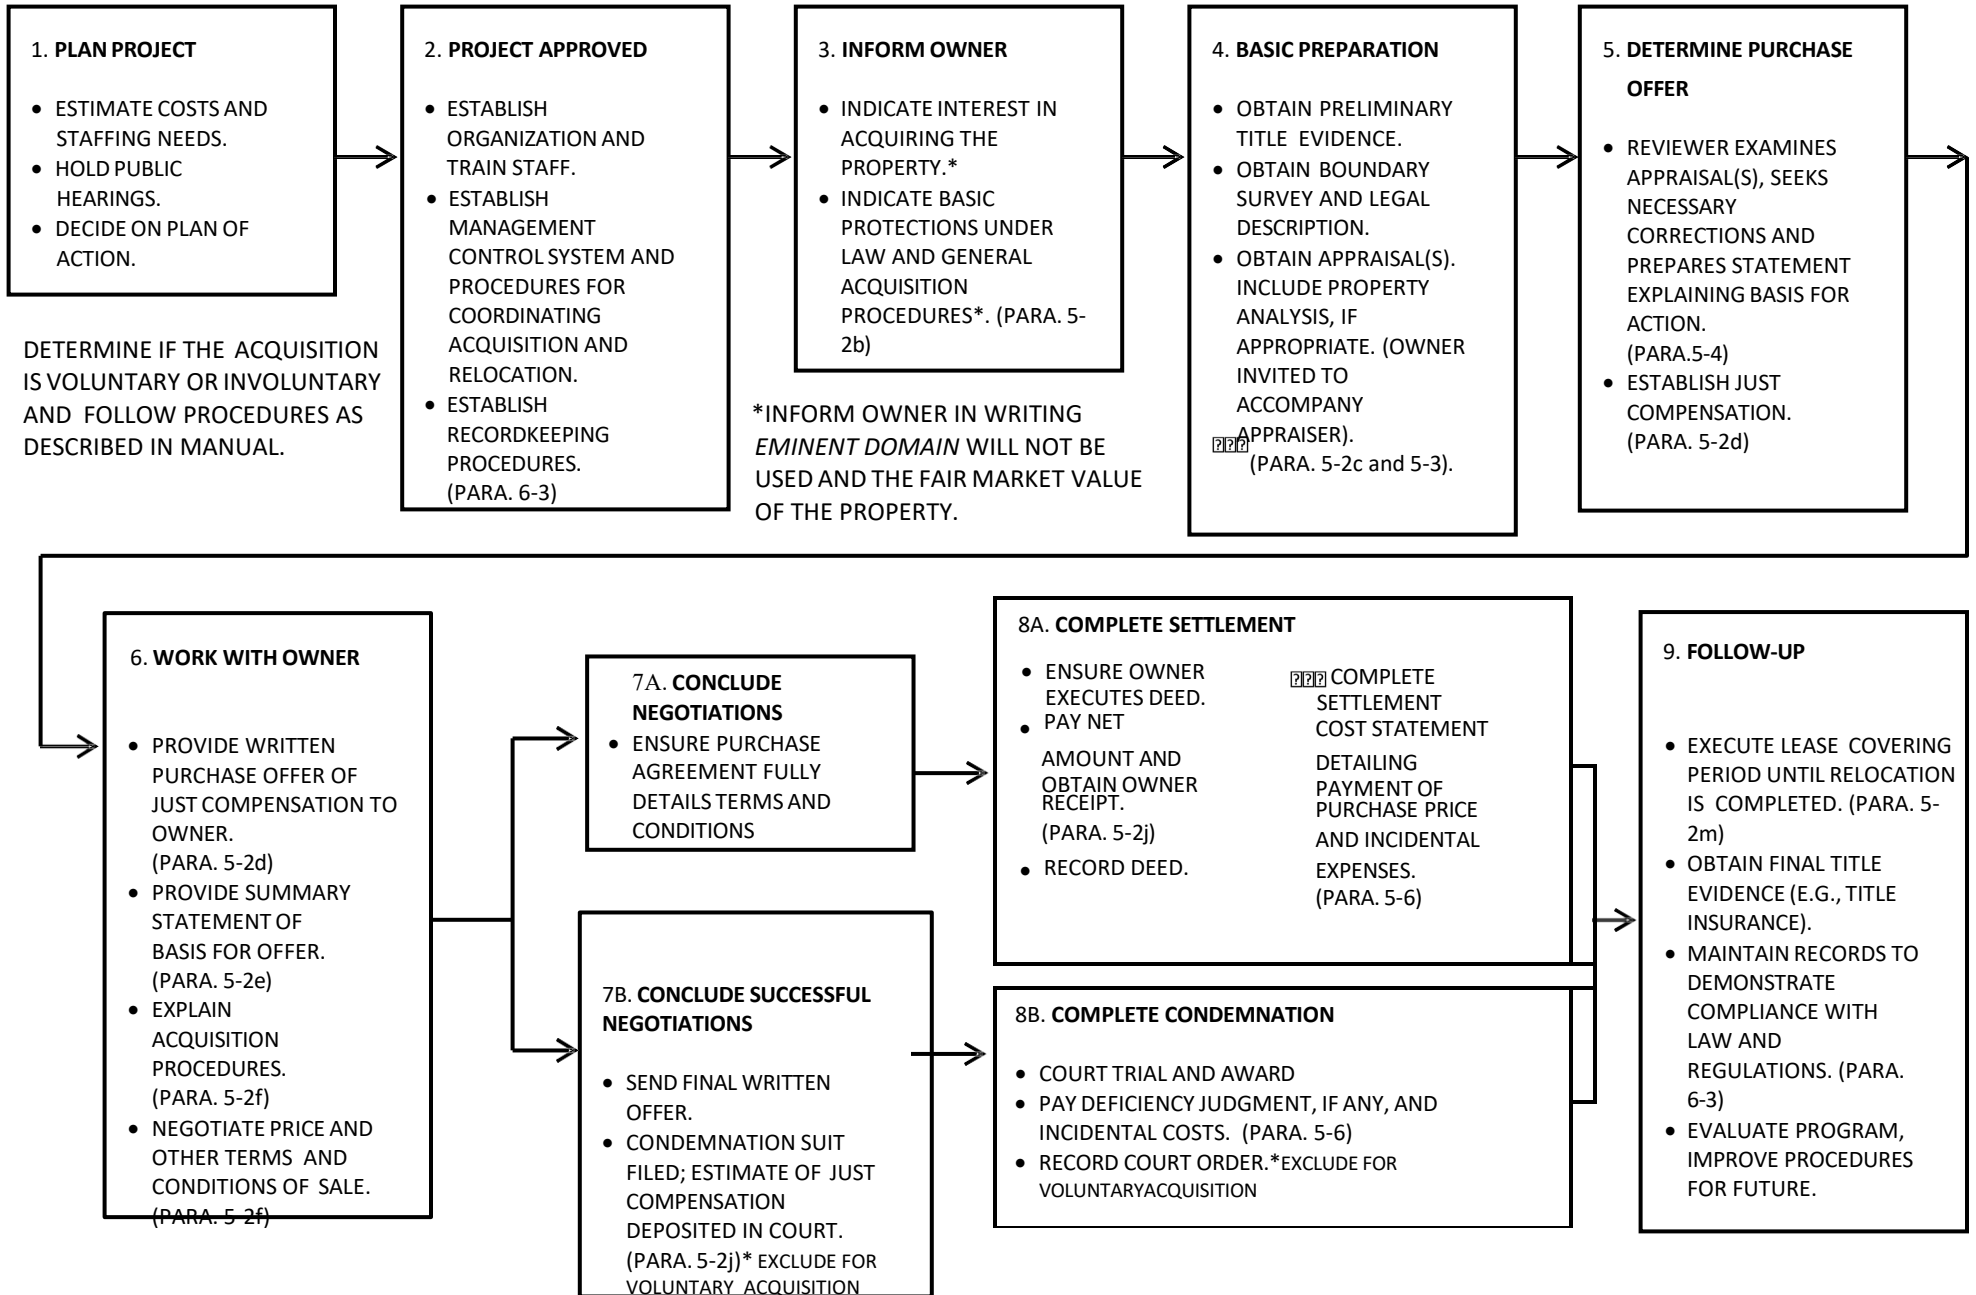 1. PLAN PROJECT
• ESTIMATE COSTS AND
STAFFING NEEDS.
• HOLD PUBLIC
HEARINGS.
• DECIDE ON PLAN OF
ACTION.
DETERMINE IF THE ACQUISITION
IS VOLUNTARY OR INVOLUNTARY
AND FOLLOW PROCEDURES AS
DESCRIBED IN MANUAL.
2. PROJECT APPROVED
• ESTABLISH
ORGANIZATION AND
TRAIN STAFF.
• ESTABLISH
MANAGEMENT
CONTROL SYSTEM AND
PROCEDURES FOR
COORDINATING
ACQUISITION AND
RELOCATION.
• ESTABLISH
RECORDKEEPING
PROCEDURES.
(PARA. 6-3)
3. INFORM OWNER
• INDICATE INTEREST IN
ACQUIRING THE
PROPERTY.*
• INDICATE BASIC
PROTECTIONS UNDER
LAW AND GENERAL
ACQUISITION
PROCEDURES*. (PARA. 5-
2b)
*INFORM OWNER IN WRITING
EMINENT DOMAIN WILL NOT BE
USED AND THE FAIR MARKET VALUE
OF THE PROPERTY.
4. BASIC PREPARATION
• OBTAIN PRELIMINARY
TITLE EVIDENCE.
• OBTAIN BOUNDARY
SURVEY AND LEGAL
DESCRIPTION.
• OBTAIN APPRAISAL(S).
INCLUDE PROPERTY
ANALYSIS, IF
APPROPRIATE. (OWNER
INVITED TO
ACCOMPANY
APPRAISER).
(PARA. 5-2c and 5-3).
5. DETERMINE PURCHASE
OFFER
• REVIEWER EXAMINES
APPRAISAL(S), SEEKS
NECESSARY
CORRECTIONS AND
PREPARES STATEMENT
EXPLAINING BASIS FOR
ACTION.
(PARA.5-4)
• ESTABLISH JUST
COMPENSATION.
(PARA. 5-2d)
6. WORK WITH OWNER
• PROVIDE WRITTEN
PURCHASE OFFER OF
JUST COMPENSATION TO
OWNER.
(PARA. 5-2d)
• PROVIDE SUMMARY
STATEMENT OF
BASIS FOR OFFER.
(PARA. 5-2e)
• EXPLAIN
ACQUISITION
PROCEDURES.
(PARA. 5-2f)
• NEGOTIATE PRICE AND
OTHER TERMS AND
CONDITIONS OF SALE.
(PARA. 5-2f)
7A. CONCLUDE
NEGOTIATIONS
• ENSURE PURCHASE
AGREEMENT FULLY
DETAILS TERMS AND
CONDITIONS
7B. CONCLUDE SUCCESSFUL
NEGOTIATIONS
• SEND FINAL WRITTEN
OFFER.
• CONDEMNATION SUIT
FILED; ESTIMATE OF JUST
COMPENSATION
DEPOSITED IN COURT.
(PARA. 5-2j)* EXCLUDE FOR
VOLUNTARY ACQUISITION
8A. COMPLETE SETTLEMENT
• ENSURE OWNER
EXECUTES DEED.
• PAY NET
AMOUNT AND
OBTAIN OWNER
RECEIPT.
(PARA. 5-2j)
• RECORD DEED.
COMPLETE
SETTLEMENT
COST STATEMENT
DETAILING
PAYMENT OF
PURCHASE PRICE
AND INCIDENTAL
EXPENSES.
(PARA. 5-6)
8B. COMPLETE CONDEMNATION
• COURT TRIAL AND AWARD
• PAY DEFICIENCY JUDGMENT, IF ANY, AND
INCIDENTAL COSTS. (PARA. 5-6)
• RECORD COURT ORDER.*EXCLUDE FOR
VOLUNTARYACQUISITION
9. FOLLOW-UP
• EXECUTE LEASE COVERING
PERIOD UNTIL RELOCATION
IS COMPLETED. (PARA. 5-
2m)
• OBTAIN FINAL TITLE
EVIDENCE (E.G., TITLE
INSURANCE).
• MAINTAIN RECORDS TO
DEMONSTRATE
COMPLIANCE WITH
LAW AND
REGULATIONS. (PARA.
6-3)
• EVALUATE PROGRAM,
IMPROVE PROCEDURES
FOR FUTURE.